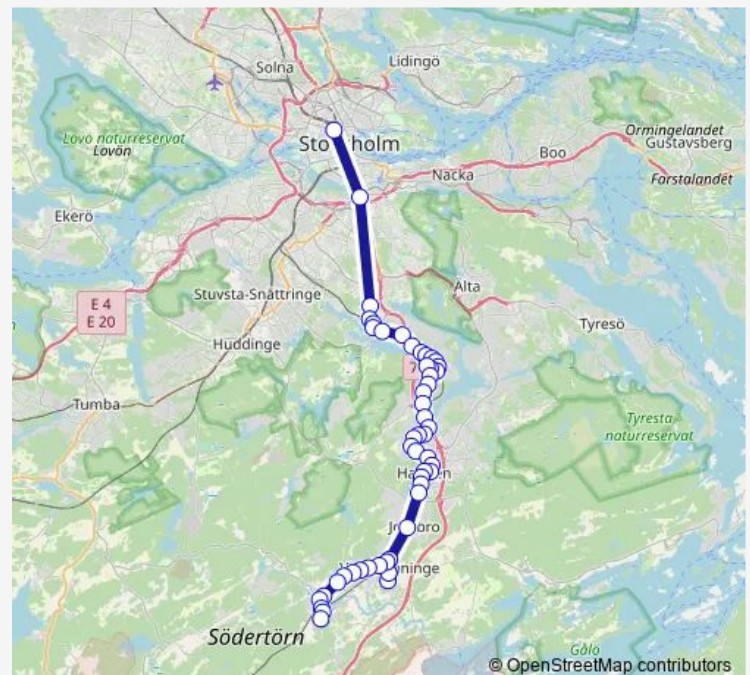 Solna
Lidingö
Lovö naturreservat
Lovön
Ormingelandet
Gustavsberg
Boo
Nacka
Farstalandet
Ekerö
Älta
Stuvsta-Snättringe
E 4
E 20
Tyresö
Huddinge
7
Tumba
Tyresta
naturreservat
Södertörn
Gålö
© OpenStreetMap contributors